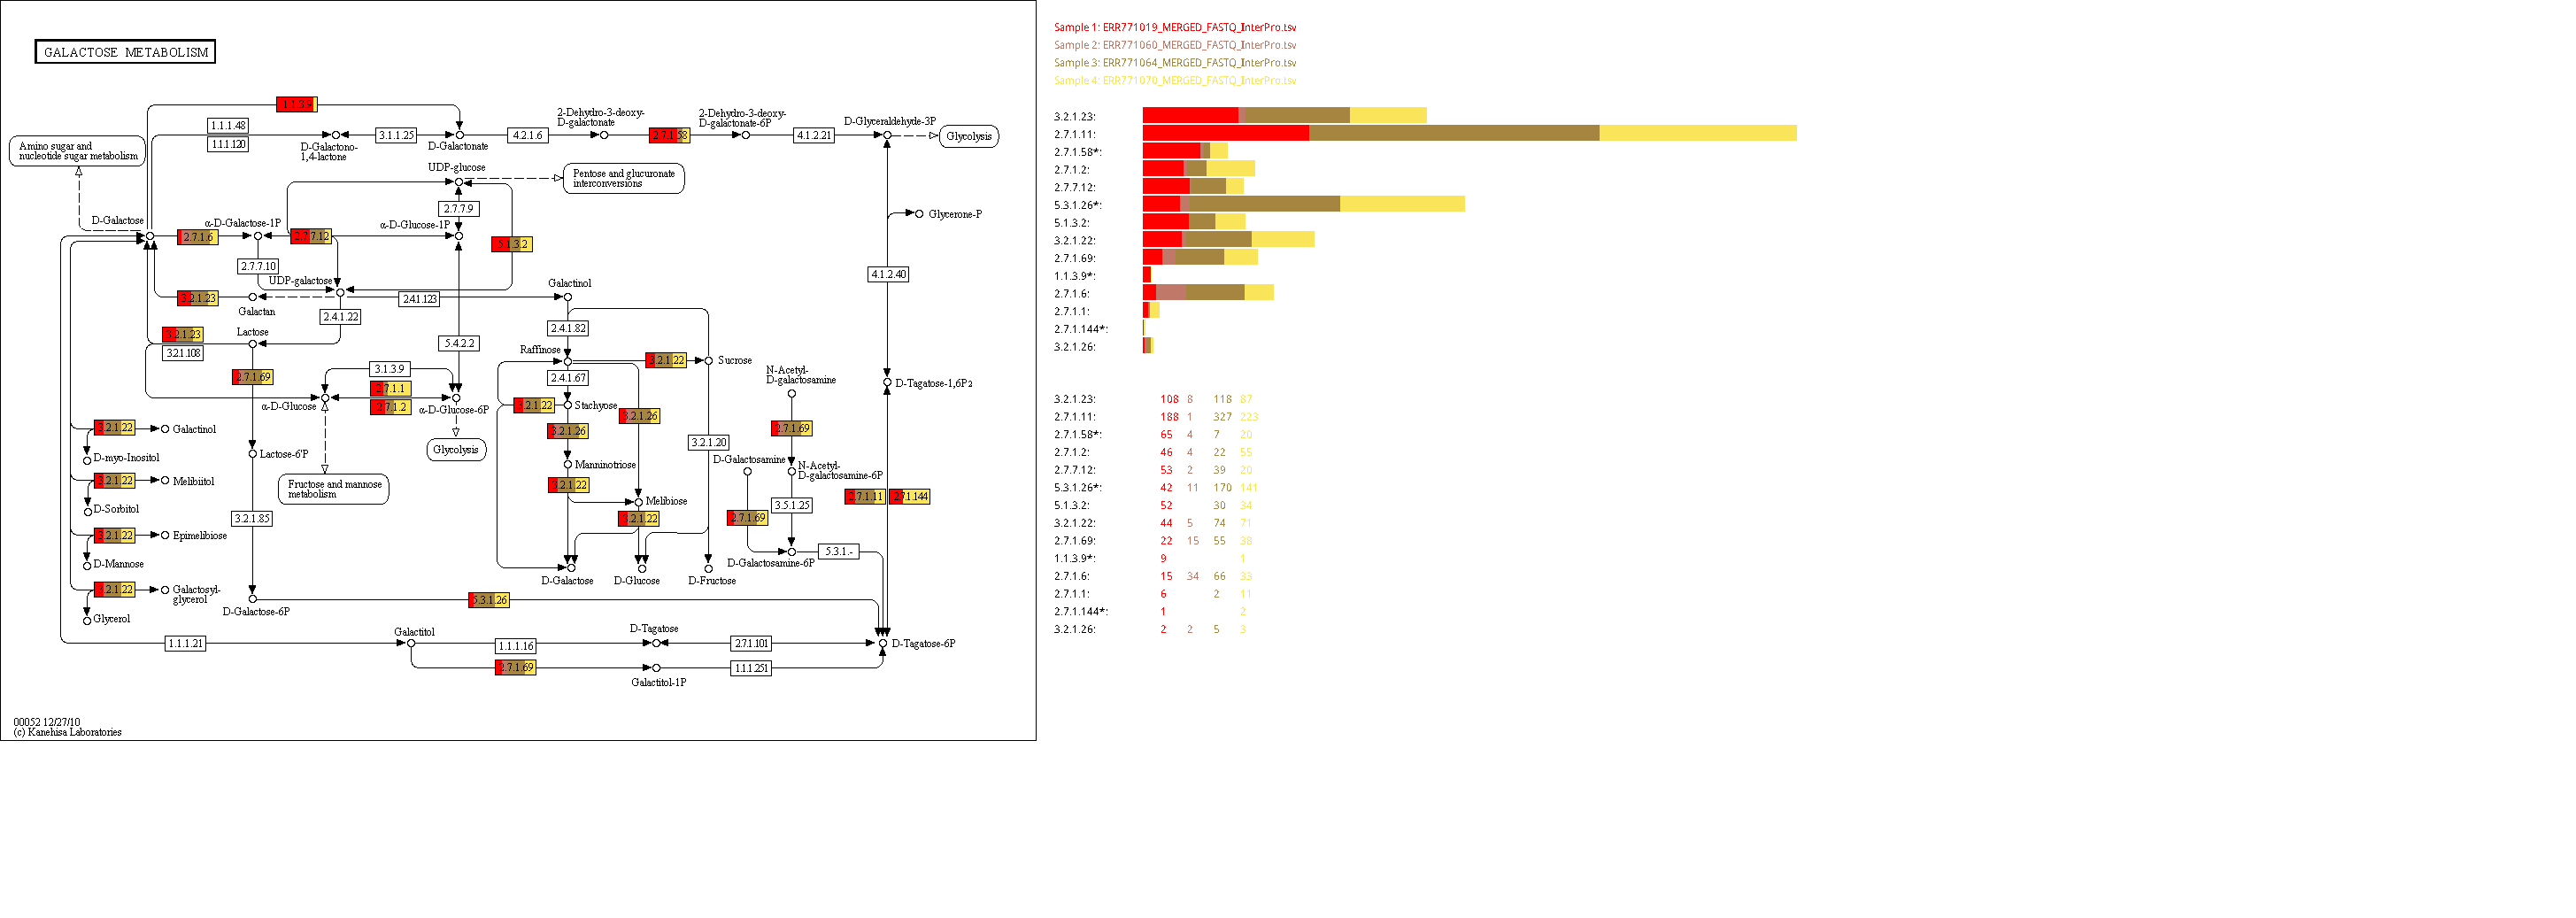 GALACTOSE METABOLISM
1.1.3.9
2-Dehydro-3-deoxy-
D-galactonate
2-Dehydro-3-deoxy-
D-galactonate-6P
D-Glyceraldehyde-3P
1.1.1.48
1.1.1.120
3.1.1.25
4.2.1.6
2.7.1.58
4.1.2.21
Glycolysis
Amino sugar and
nucleotide sugar metabolism
D-Galactono-
1,4-lactone
D-Galactonate
UDP-glucose
Pentose and glucuronate
interconversions
2.7.7.9
Glycerone-P
D-Galactose
α-D-Galactose-1P
α-D-Glucose-1P
2.7.1.6
2.7.7.12
5.1.3.2
2.7.7.10
4.1.2.40
UDP-galactose
Galactinol
3.2.1.23
2.4.1.123
Galactan
2.4.1.22
2.4.1.82
Lactose
3.2.1.23
3.2.1.108
5.4.2.2
Raffinose
3.2.1.22
Sucrose
2.7.1.69
3.1.3.9
2.4.1.67
N-Acetyl-
D-galactosamine
D-Tagatose-1,6P2
2.7.1.1
2.7.1.2
α-D-Glucose
α-D-Glucose-6P
3.2.1.22
Stachyose
3.2.1.26
3.2.1.22
Galactinol
3.2.1.26
2.7.1.69
3.2.1.20
Glycolysis
D-myo-Inositol
Lactose-6'P
Manninotriose
D-Galactosamine
N-Acetyl-
D-galactosamine-6P
3.2.1.22
Melibiitol
Fructose and mannose
metabolism
3.2.1.22
Melibiose
2.7.1.11
2.7.1.144
D-Sorbitol
3.2.1.85
3.2.1.22
2.7.1.69
3.5.1.25
3.2.1.22
Epimelibiose
D-Mannose
5.3.1.-
D-Galactosamine-6P
3.2.1.22
Galactosyl-
glycerol
D-Galactose
D-Glucose
D-Fructose
Glycerol
D-Galactose-6P
5.3.1.26
1.1.1.21
Galactitol
1.1.1.16
D-Tagatose
2.7.1.101
D-Tagatose-6P
2.7.1.69
1.1.1.251
Galactitol-1P
00052 12/27/10
(c) Kanehisa Laboratories
Sample 1: ERR771019_MERGED_FASTQ_InterPro.tsv
Sample 2: ERR771060_MERGED_FASTQ_InterPro.tsv
Sample 3: ERR771064_MERGED_FASTQ_InterPro.tsv
Sample 4: ERR771070_MERGED_FASTQ_InterPro.tsv
3.2.1.23:
2.7.1.11:
2.7.1.58*:
2.7.1.2:
2.7.7.12:
5.3.1.26*:
5.1.3.2:
3.2.1.22:
2.7.1.69:
1.1.3.9*:
2.7.1.6:
2.7.1.1:
2.7.1.144*:
3.2.1.26:
3.2.1.23: 108 8 118 87
2.7.1.11: 188 1 327 223
2.7.1.58*: 65 4 7 20
2.7.1.2: 46 4 22 55
2.7.7.12: 53 2 39 20
5.3.1.26*: 42 11 170 141
5.1.3.2: 52 30 34
3.2.1.22: 44 5 74 71
2.7.1.69: 22 15 55 38
1.1.3.9*: 9 1
2.7.1.6: 15 34 66 33
2.7.1.1: 6 2 11
2.7.1.144*: 1 2
3.2.1.26: 2 2 5 3